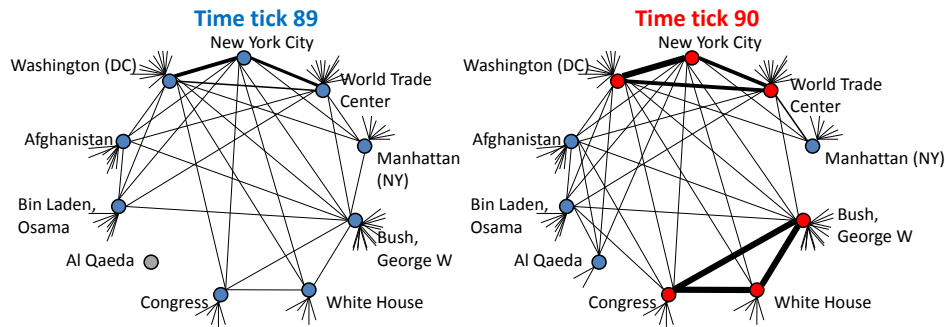 Time tick 89
New York City
Washington (DC)
World Trade
Center
Afghanistan
Manhattan
(NY)
Bin Laden,
Osama
Bush,
George W
Al Qaeda
Congress
White House
Time tick 90
New York City
Washington (DC)
World Trade
Center
Afghanistan
Manhattan (NY)
Bin Laden,
Osama
Bush,
George W
Al Qaeda
Congress
White House